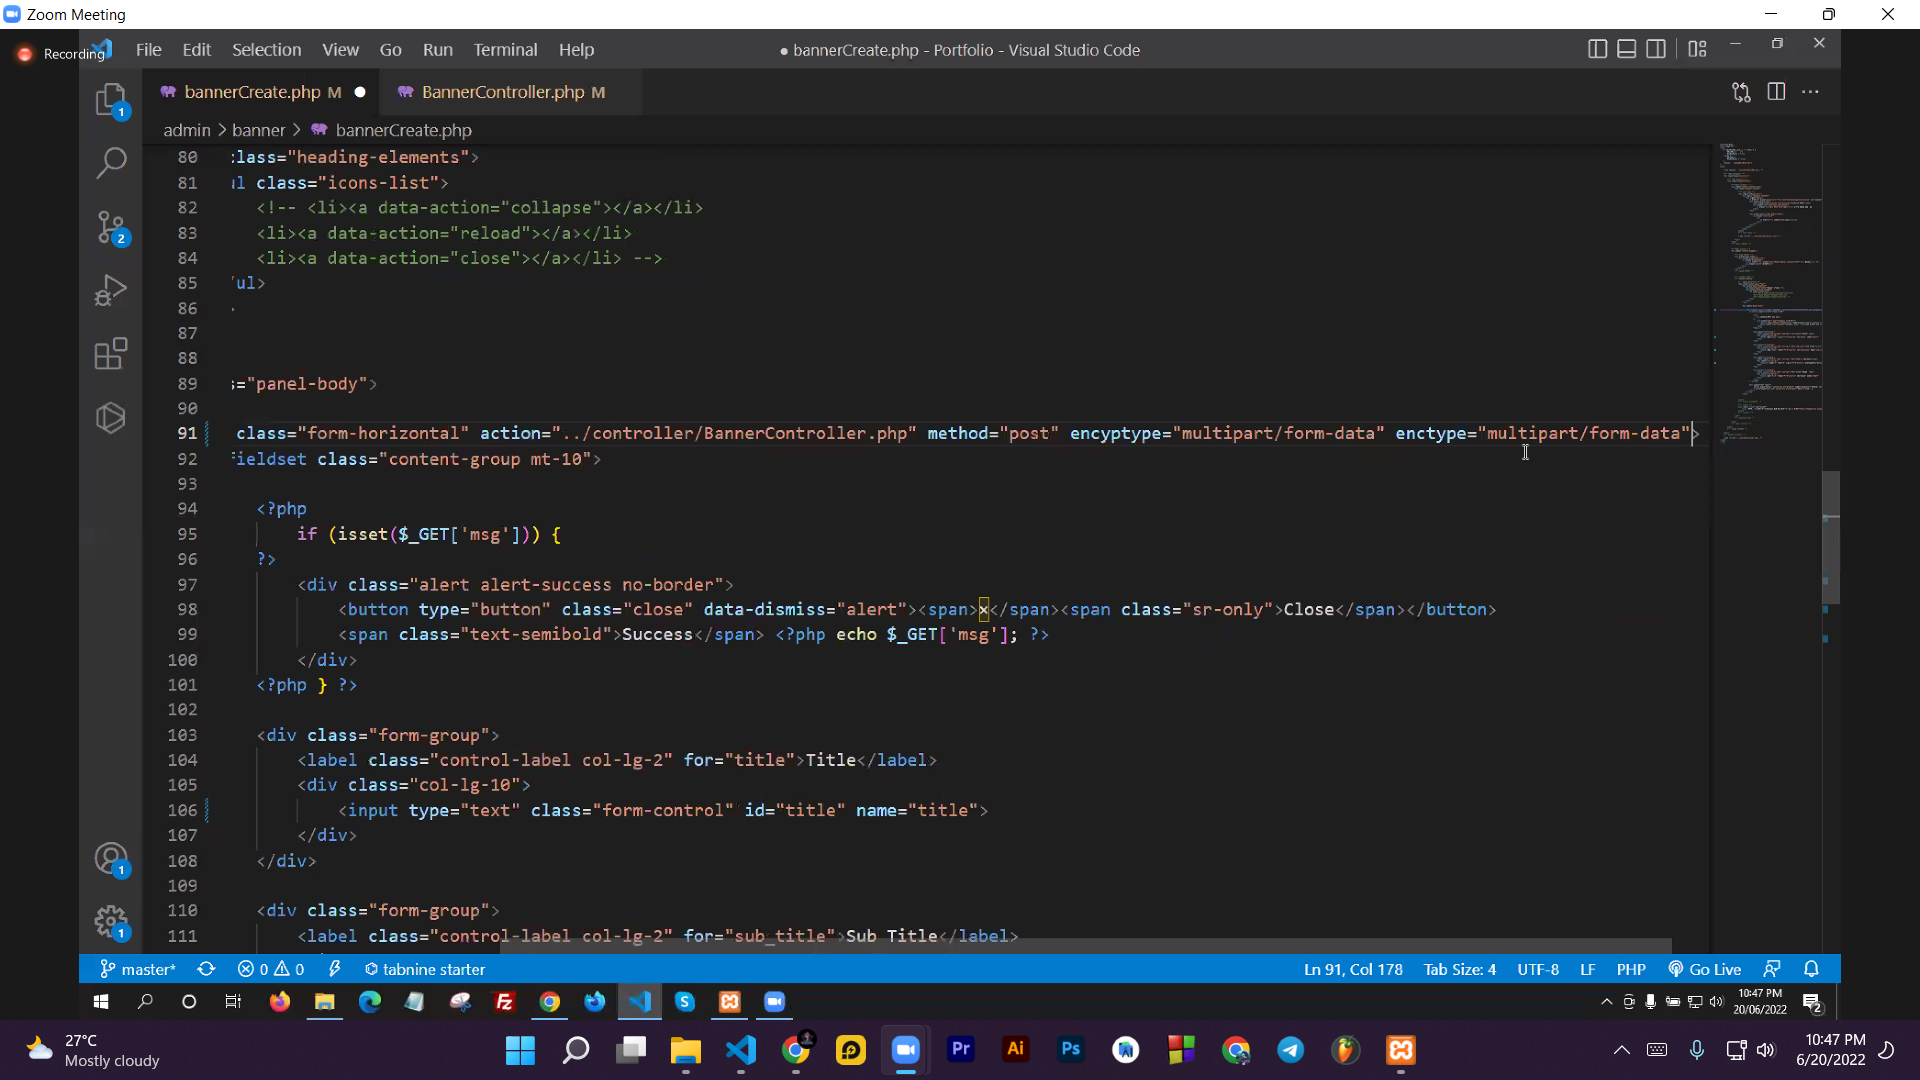 Zoom Meeting
Recording
File Edit Selection View Go Run Terminal Help
● bannerCreate.php - Portfolio - Visual Studio Code
bannerCreate.php M ● BannerController.php M
admin > banner > bannerCreate.php
80 class="heading-elements">
81 ul class="icons-list">
82 <!-- <li><a data-action="collapse"></a></li>
83 <li><a data-action="reload"></a></li>
84 <li><a data-action="close"></a></li> -->
85 /ul>
86
87
88
89 s="panel-body">
90
91 class="form-horizontal" action="../controller/BannerController.php" method="post" encyptype="multipart/form-data" enctype="multipart/form-data">
92 fieldset class="content-group mt-10">
93
94 <?php
95 if (isset($_GET['msg'])) {
96 ?>
97 <div class="alert alert-success no-border">
98 <button type="button" class="close" data-dismiss="alert"><span>×</span><span class="sr-only">Close</span></button>
99 <span class="text-semibold">Success</span> <?php echo $_GET['msg']; ?>
100 </div>
101 <?php } ?>
102
103 <div class="form-group">
104 <label class="control-label col-lg-2" for="title">Title</label>
105 <div class="col-lg-10">
106 <input type="text" class="form-control" id="title" name="title">
107 </div>
108 </div>
109
110 <div class="form-group">
111 <label class="control-label col-lg-2" for="sub_title">Sub Title</label>
1
2
1
1
master* 0 0 tabnine starter Ln 91, Col 178 Tab Size: 4 UTF-8 LF PHP Go Live
10:47 PM
20/06/2022
2
27°C
Mostly cloudy
Pr Ai Ps
10:47 PM
6/20/2022